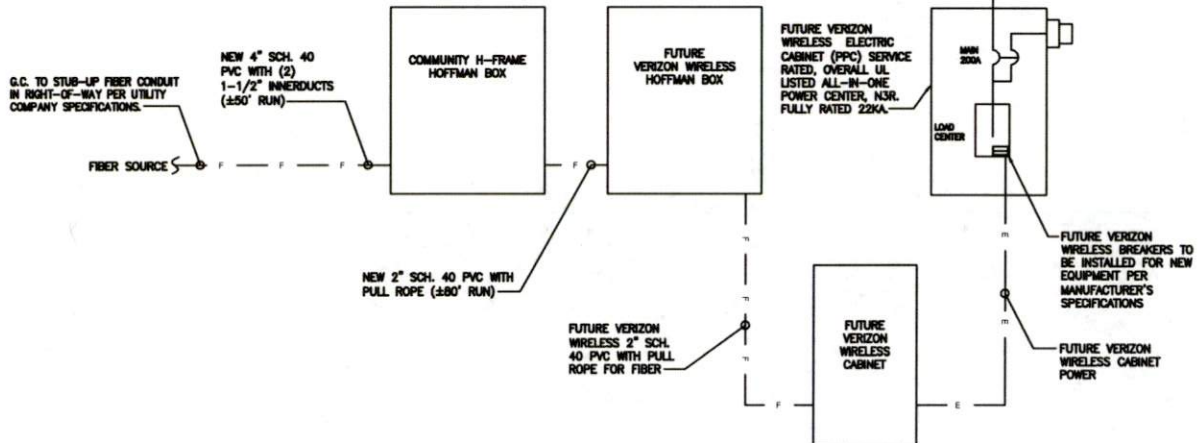 G.C. TO STUB-UP FIBER CONDUIT
IN RIGHT-OF-WAY PER UTILITY
COMPANY SPECIFICATIONS.
NEW 4" SCH. 40
PVC WITH (2)
1-1/2" INNERDUCTS
(±50' RUN)
FIBER SOURCE
F
F
F
COMMUNITY H-FRAME
HOFFMAN BOX
F
NEW 2" SCH. 40 PVC WITH
PULL ROPE (±80' RUN)
FUTURE
VERIZON WIRELESS
HOFFMAN BOX
F
F
F
FUTURE VERIZON
WIRELESS 2" SCH.
40 PVC WITH PULL
ROPE FOR FIBER
F
FUTURE
VERIZON
WIRELESS
CABINET
E
FUTURE VERIZON
WIRELESS ELECTRIC
CABINET (PPC) SERVICE
RATED, OVERALL UL
LISTED ALL-IN-ONE
POWER CENTER, N3R.
FULLY RATED 22KA.
MAIN
200A
LOAD
CENTER
E
E
FUTURE VERIZON
WIRELESS BREAKERS TO
BE INSTALLED FOR NEW
EQUIPMENT PER
MANUFACTURER'S
SPECIFICATIONS
FUTURE VERIZON
WIRELESS CABINET
POWER